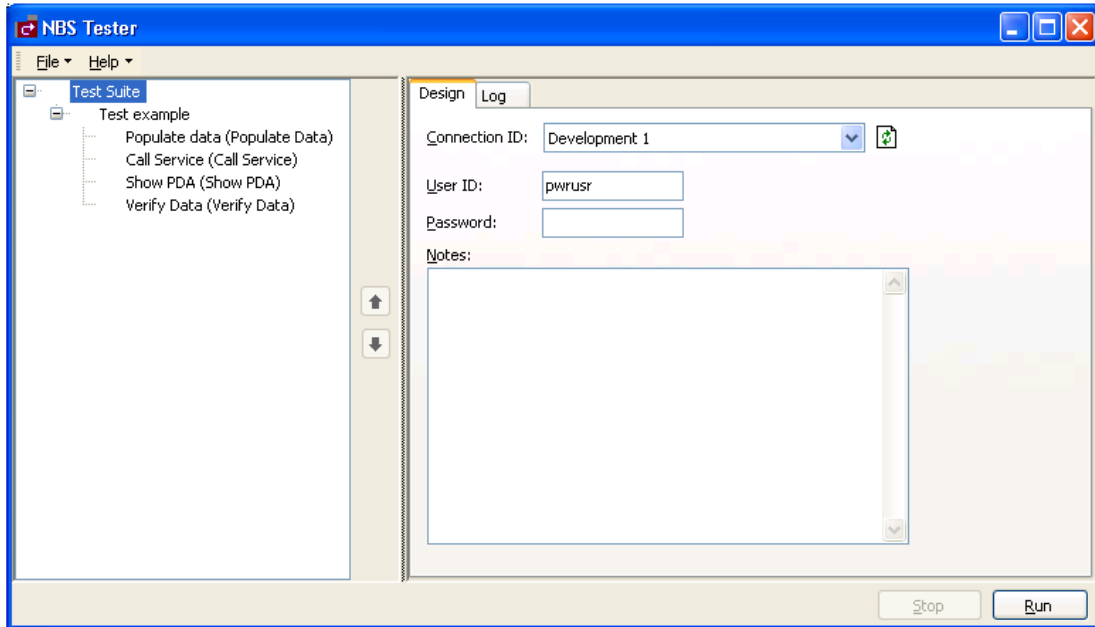 NBS Tester
File Help
Test Suite
Test example
Populate data (Populate Data)
Call Service (Call Service)
Show PDA (Show PDA)
Verify Data (Verify Data)
Design Log
Connection ID: Development 1
User ID: pwrusr
Password:
Notes:
Stop Run